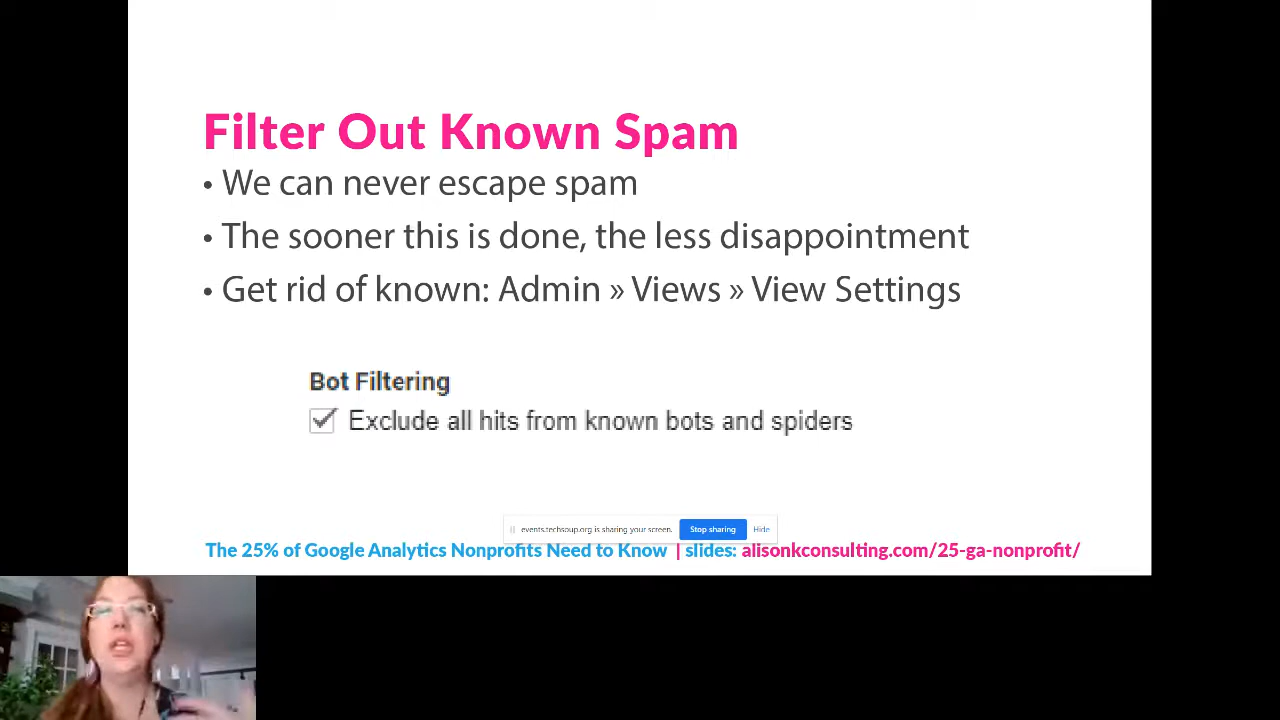 Filter Out Known Spam
• We can never escape spam
• The sooner this is done, the less disappointment
• Get rid of known: Admin » Views » View Settings
Bot Filtering
Exclude all hits from known bots and spiders
events.techsoup.org is sharing your screen. Stop sharing Hide
The 25% of Google Analytics Nonprofits Need to Know | slides: alisonkconsulting.com/25-ga-nonprofit/